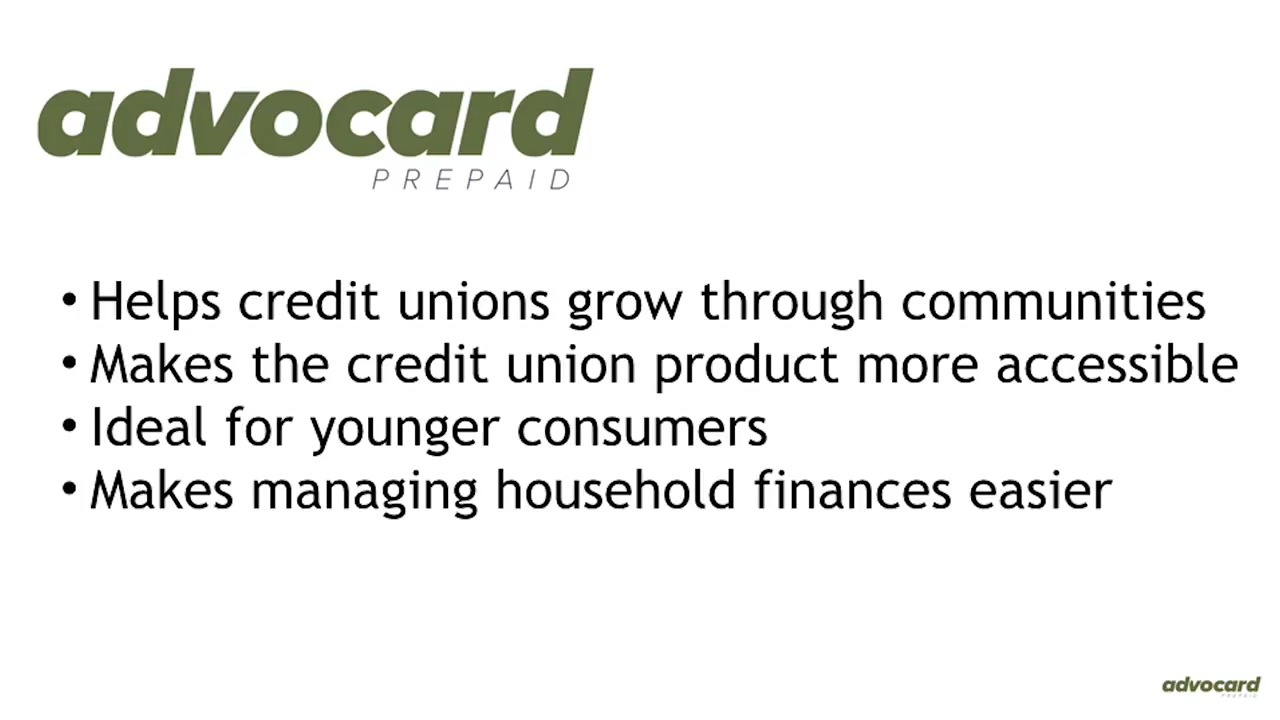 advocard
PREPAID
• Helps credit unions grow through communities
• Makes the credit union product more accessible
• Ideal for younger consumers
• Makes managing household finances easier
advocard
PREPAID